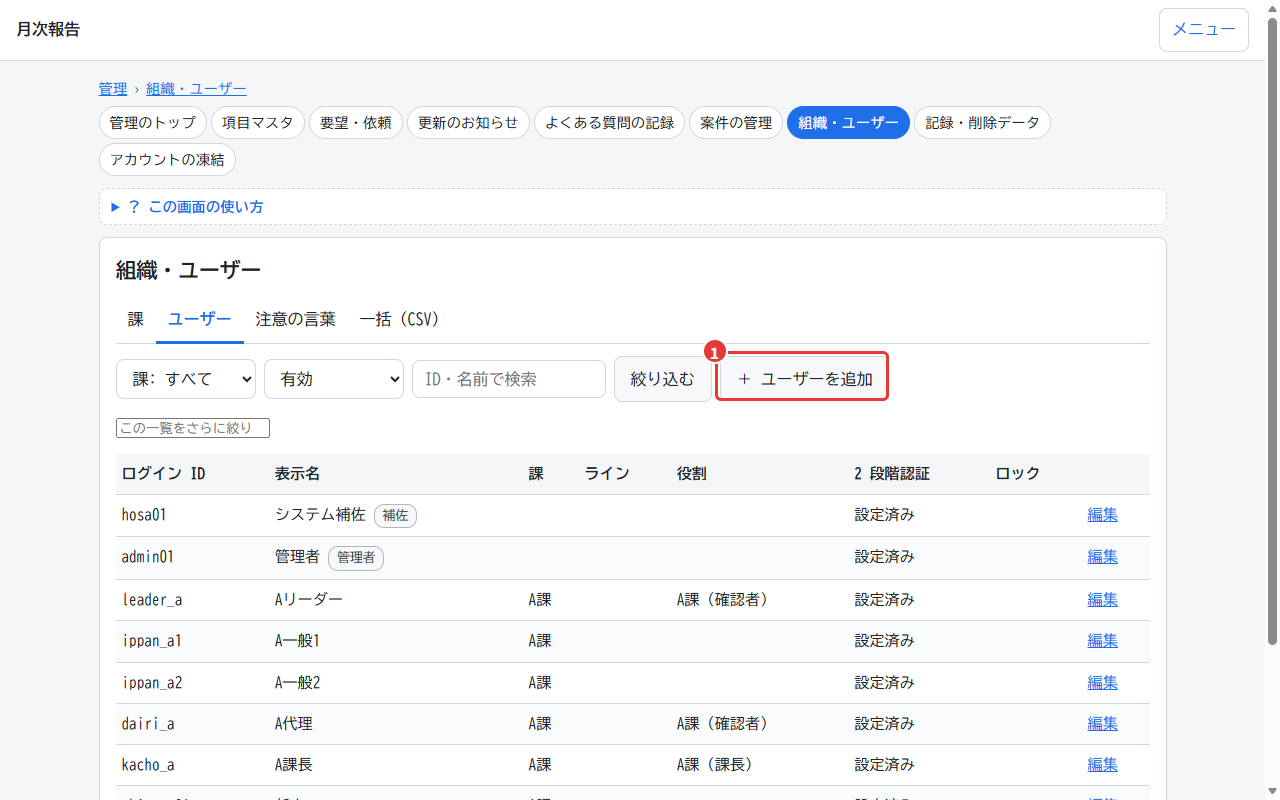 月次報告
メニュー
管理 › 組織・ユーザー
管理のトップ 項目マスタ 要望・依頼 更新のお知らせ よくある質問の記録 案件の管理 組織・ユーザー 記録・削除データ
アカウントの凍結
▶ ? この画面の使い方
組織・ユーザー
課 ユーザー 注意の言葉 一括（CSV）
1
課: すべて 有効 ID・名前で検索 絞り込む ＋ ユーザーを追加
この一覧をさらに絞り
ログイン ID 表示名 課 ライン 役割 2 段階認証 ロック
hosa01 システム補佐 補佐 設定済み 編集
admin01 管理者 管理者 設定済み 編集
leader_a Aリーダー A課 A課（確認者） 設定済み 編集
ippan_a1 A一般1 A課 設定済み 編集
ippan_a2 A一般2 A課 設定済み 編集
dairi_a A代理 A課 A課（確認者） 設定済み 編集
kacho_a A課長 A課 A課（課長） 設定済み 編集